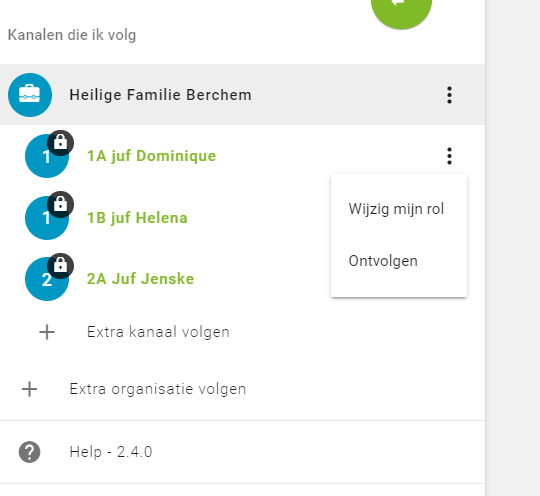 Kanalen die ik volg
Heilige Familie Berchem
1 1A juf Dominique
Wijzig mijn rol
1 1B juf Helena
Ontvolgen
2 2A Juf Jenske
Extra kanaal volgen
Extra organisatie volgen
? Help - 2.4.0